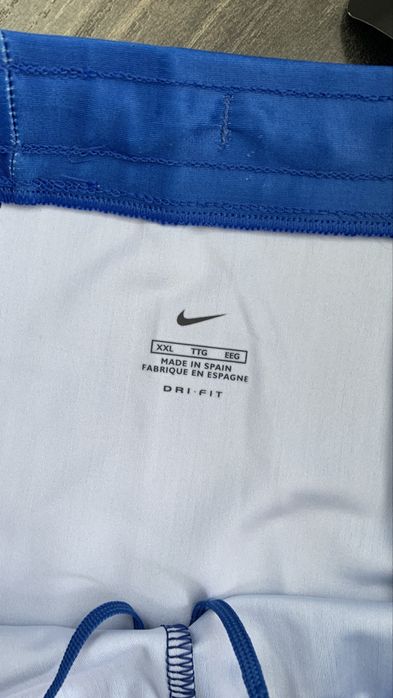 XXL TTG EEG
MADE IN SPAIN
FABRIQUE EN ESPAGNE
DRI·FIT